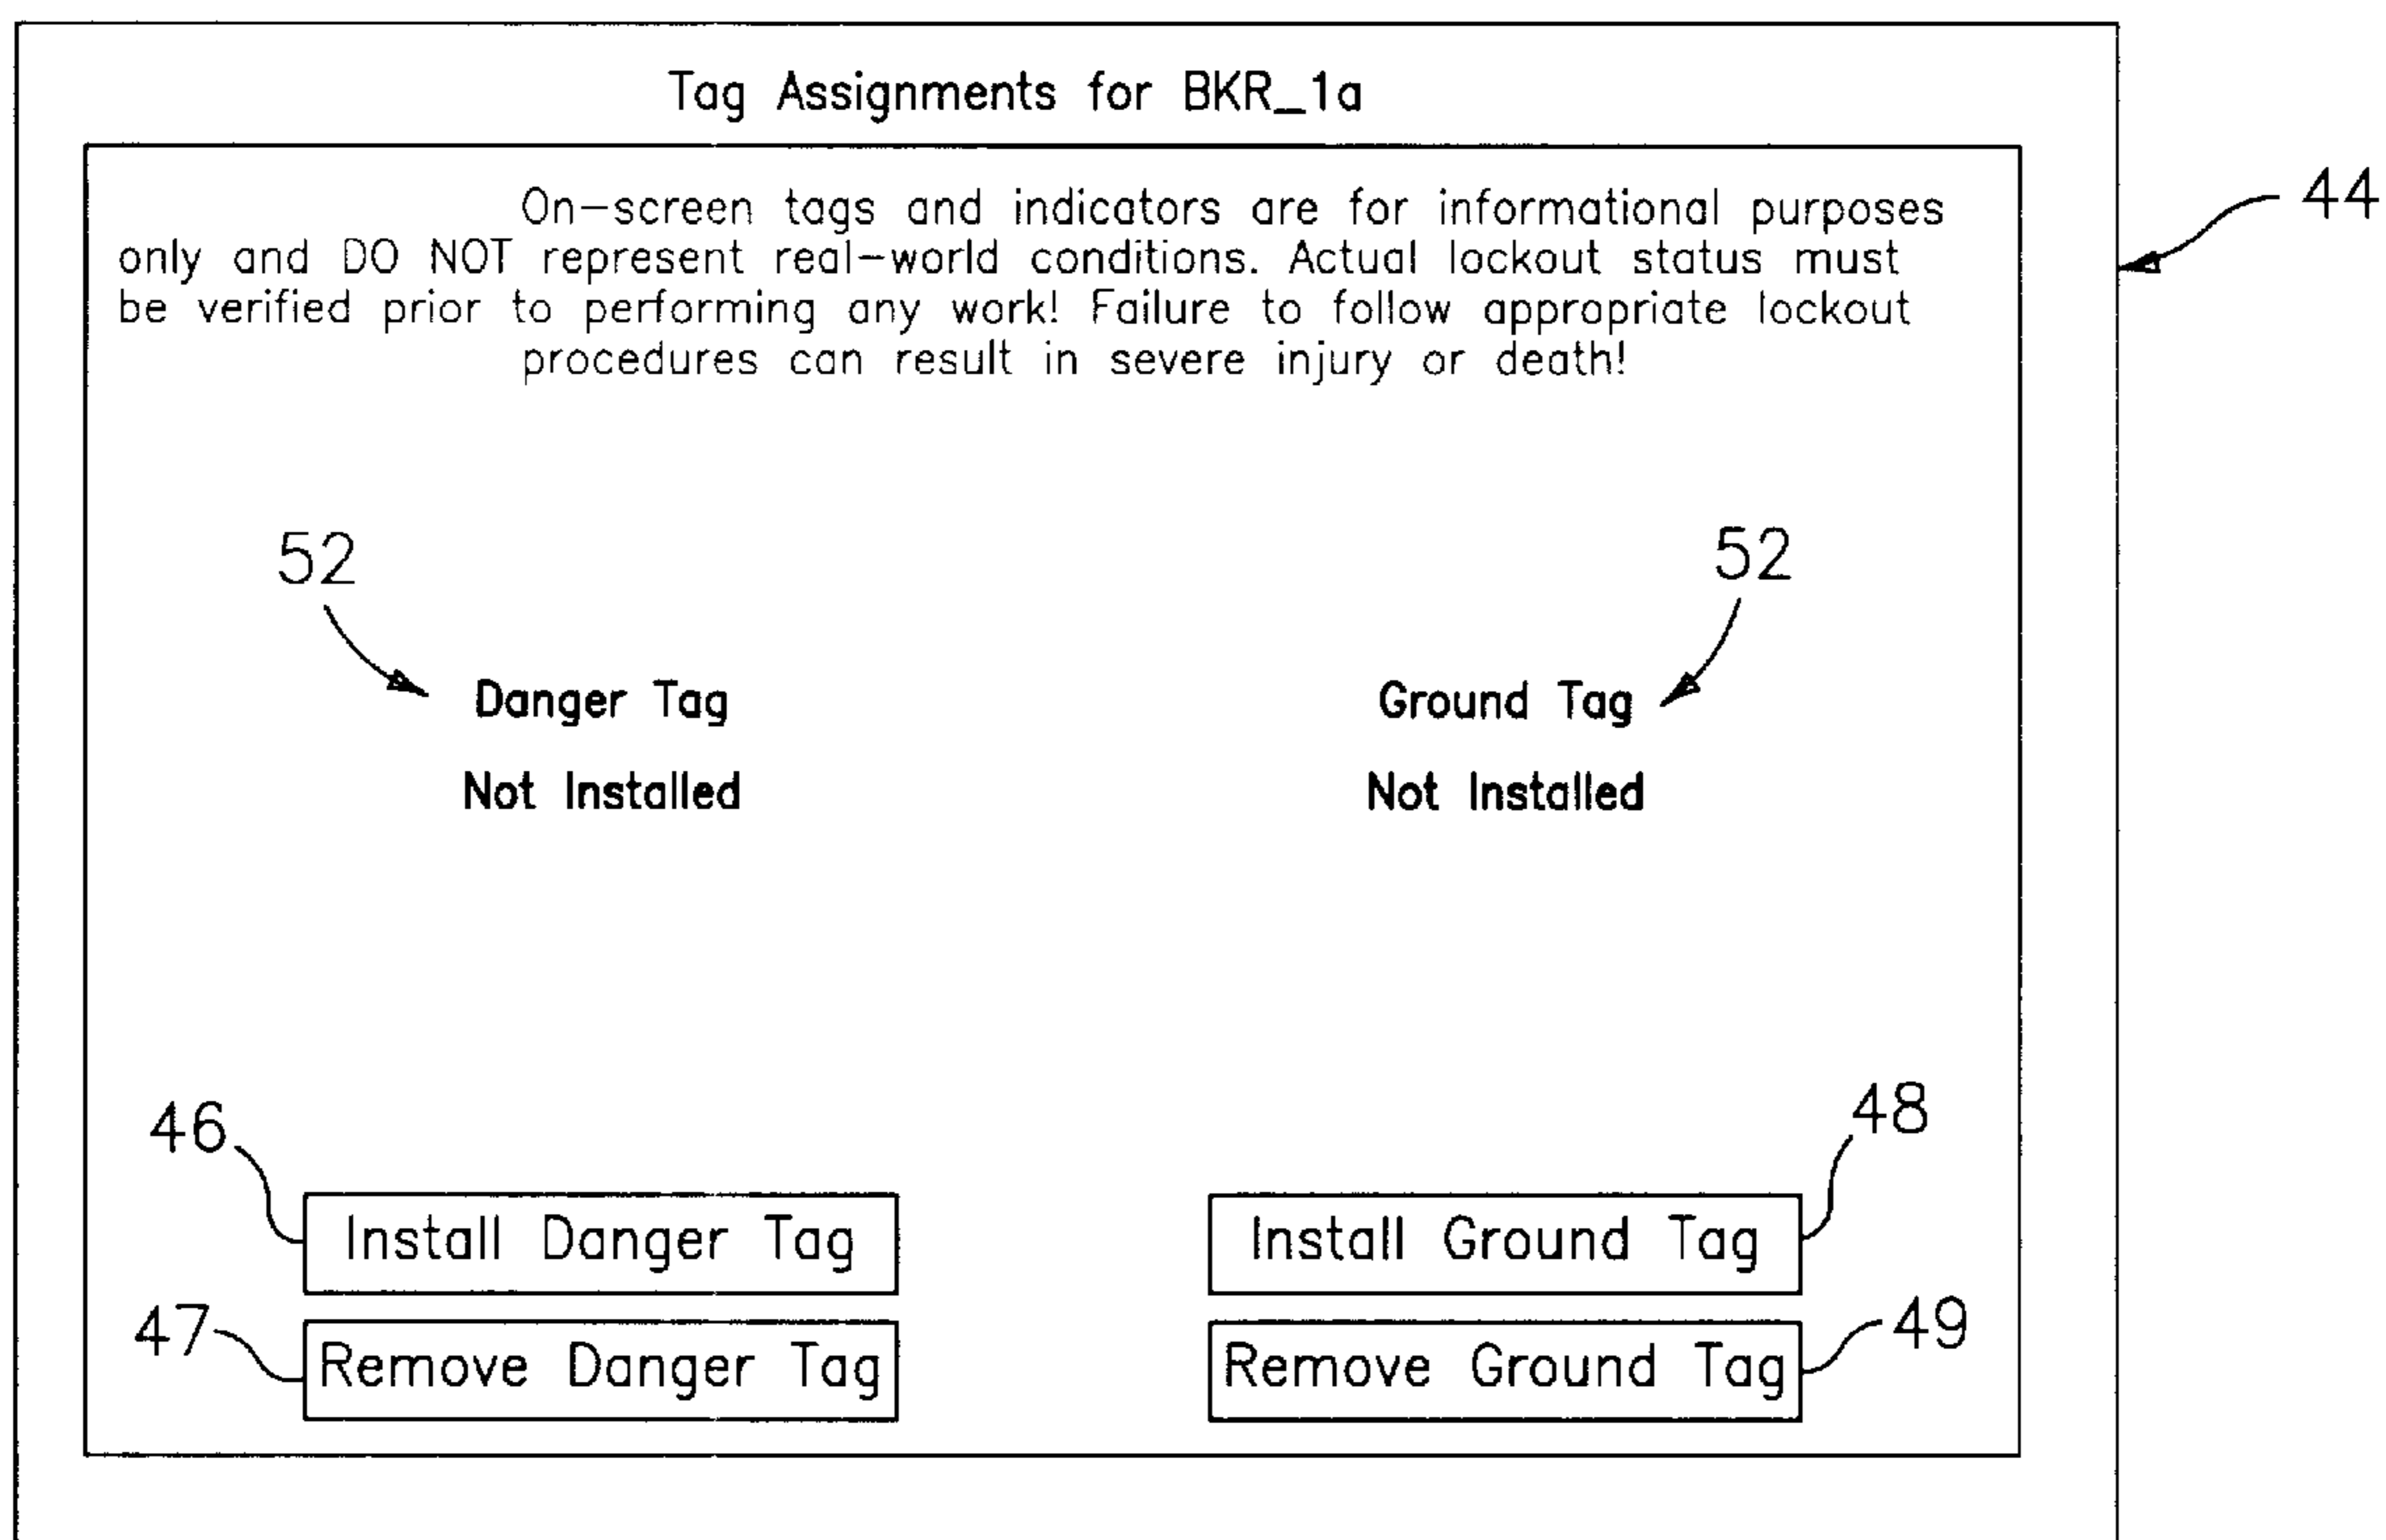 Tag Assignments for BKR_1a
On-screen tags and indicators are for informational purposes
only and DO NOT represent real-world conditions. Actual lockout status must
be verified prior to performing any work! Failure to follow appropriate lockout
procedures can result in severe injury or death!
44
52
52
Danger Tag
Ground Tag
Not Installed
Not Installed
46
48
Install Danger Tag
Install Ground Tag
47
49
Remove Danger Tag
Remove Ground Tag